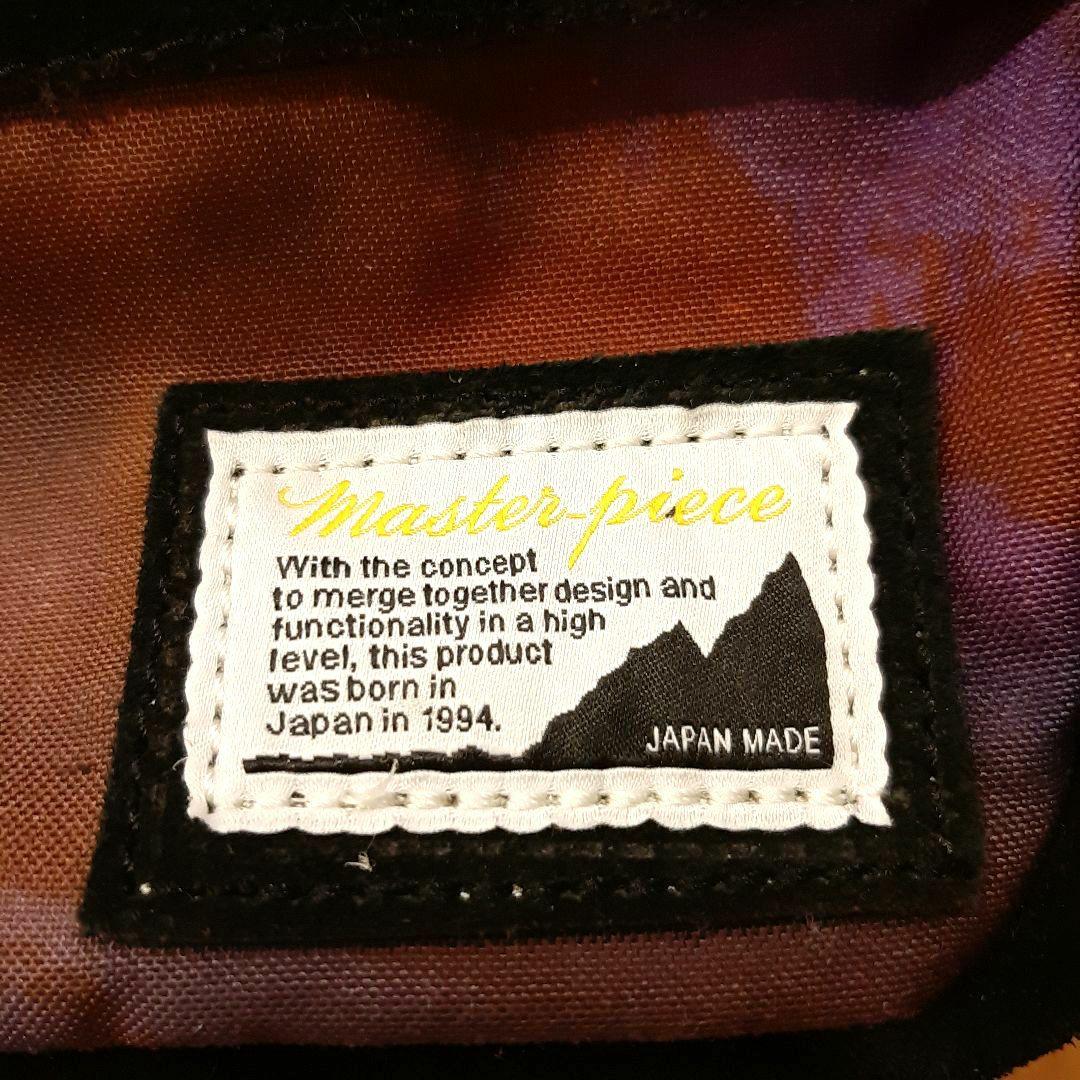 Master-piece
With the concept
to merge together design and
functionality in a high
level, this product
was born in
Japan in 1994.
JAPAN MADE